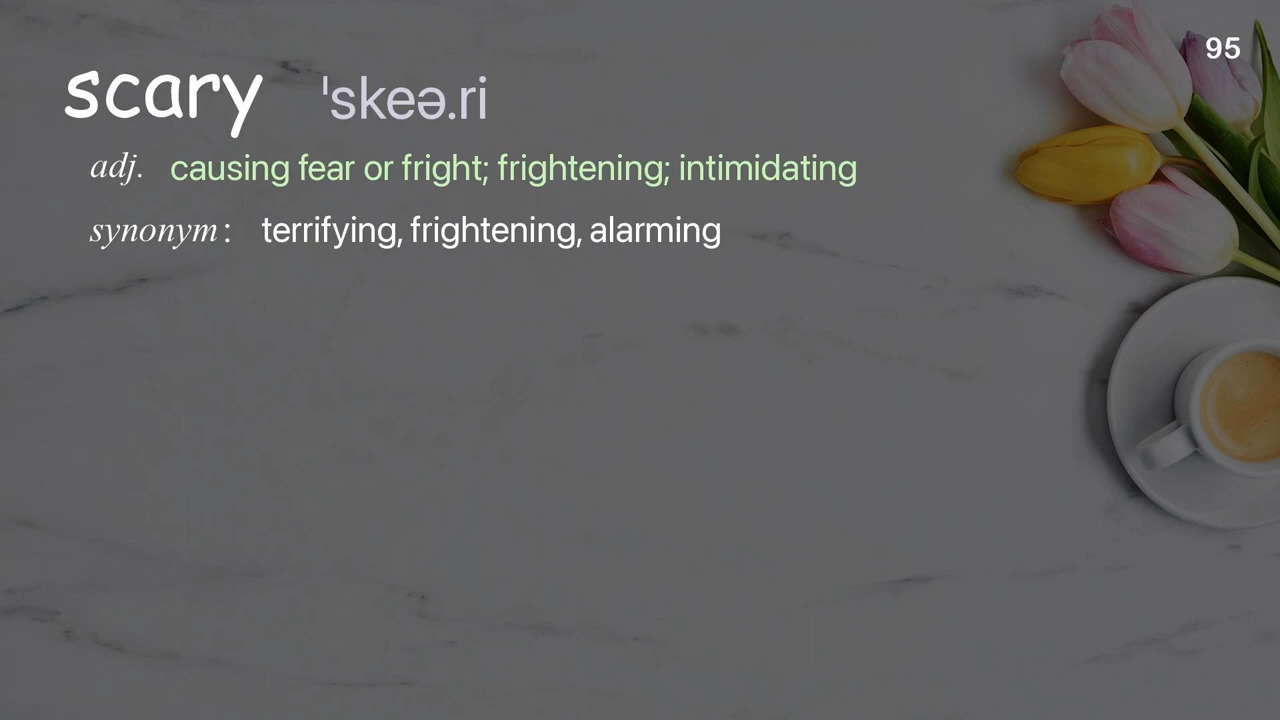 95
scary ˈskeə.ri
adj. causing fear or fright; frightening; intimidating
synonym: terrifying, frightening, alarming